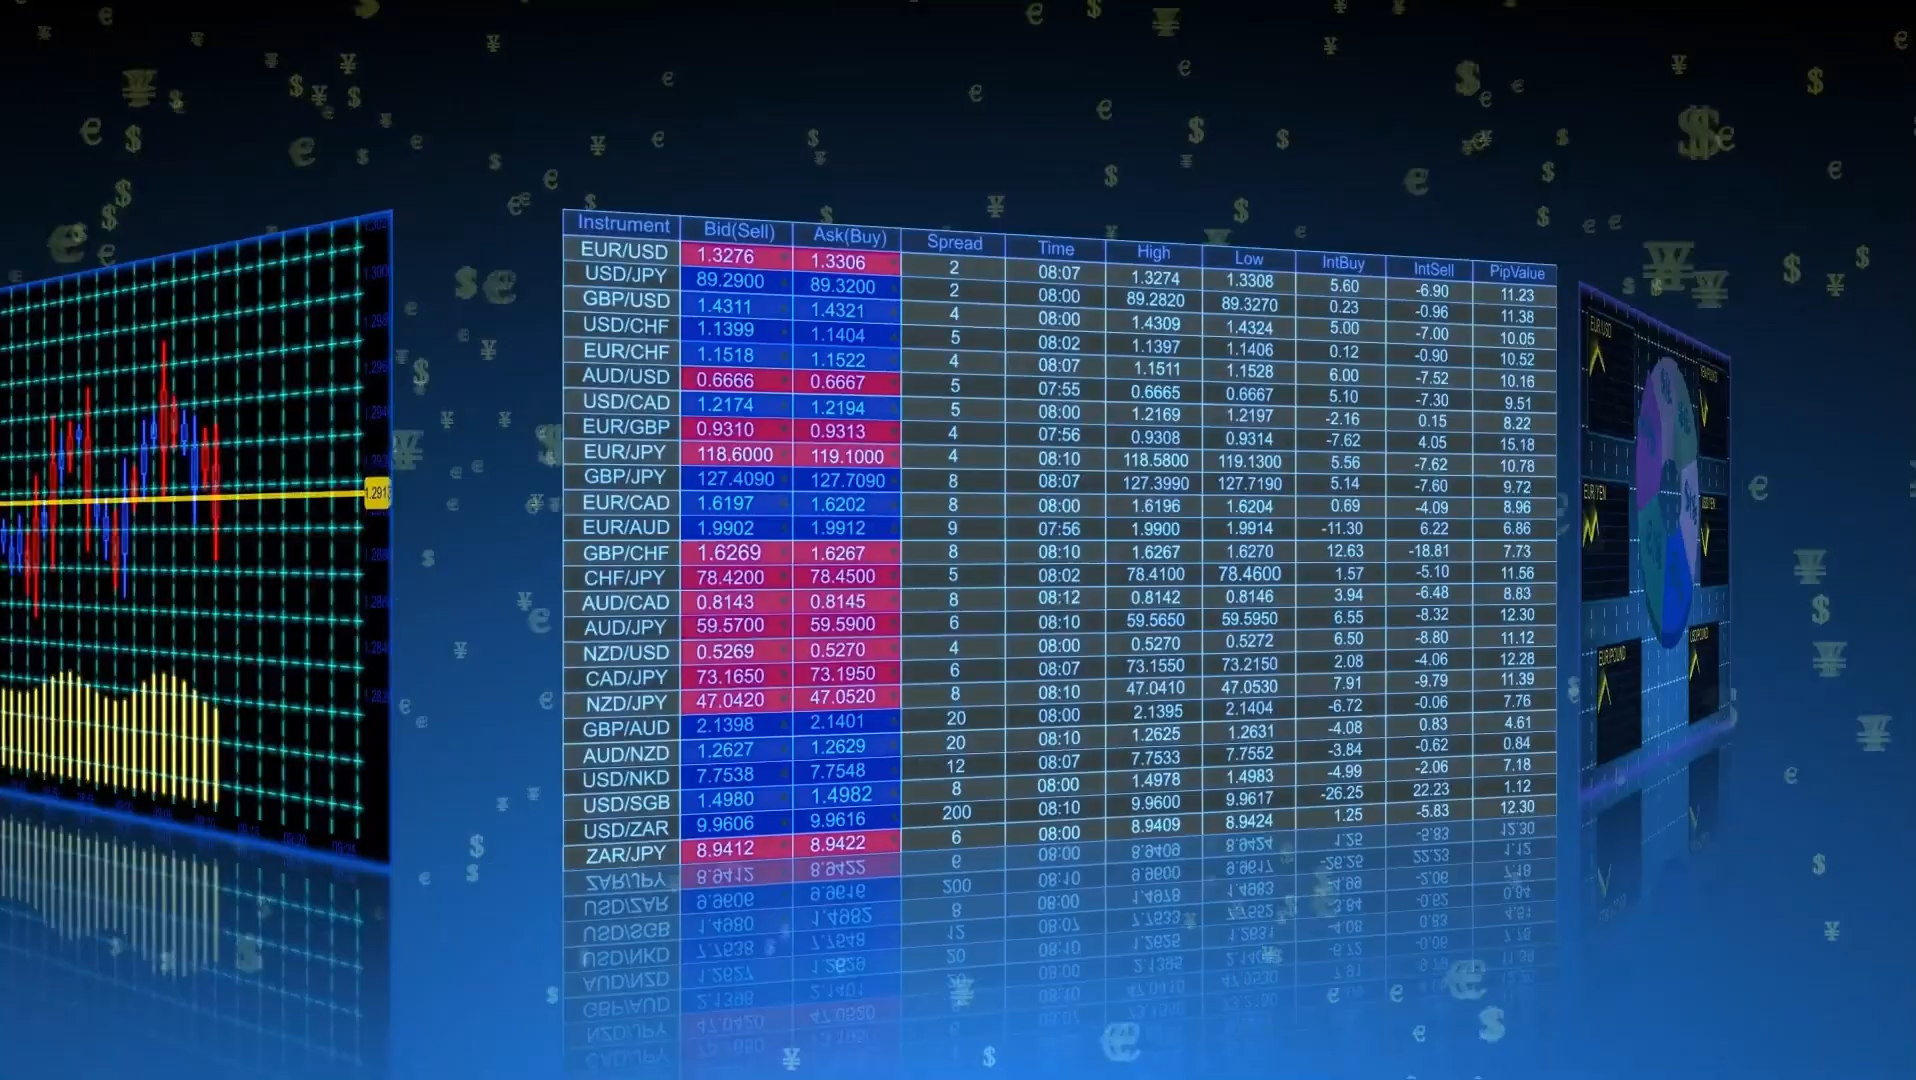 Instrument Bid(Sell) Ask(Buy) Spread Time High Low IntBuy IntSell PipValue
EUR/USD 1.3276 1.3306 2 08:07 1.3274 1.3308 5.60 -6.90 11.23
USD/JPY 89.2900 89.3200 2 08:00 89.2820 89.3270 0.23 -0.96 11.38
GBP/USD 1.4311 1.4321 4 08:00 1.4309 1.4324 5.00 -7.00 10.05
USD/CHF 1.1399 1.1404 5 08:02 1.1397 1.1406 0.12 -0.90 10.52
EUR/CHF 1.1518 1.1522 4 08:07 1.1511 1.1528 6.00 -7.52 10.16
AUD/USD 0.6666 0.6667 5 07:55 0.6665 0.6667 5.10 -7.30 9.51
USD/CAD 1.2174 1.2194 5 08:00 1.2169 1.2197 -2.16 0.15 8.22
EUR/GBP 0.9310 0.9313 4 07:56 0.9308 0.9314 -7.62 4.05 15.18
EUR/JPY 118.6000 119.1000 4 08:10 118.5800 119.1300 5.56 -7.62 10.78
GBP/JPY 127.4090 127.7090 8 08:07 127.3990 127.7190 5.14 -7.60 9.72
EUR/CAD 1.6197 1.6202 8 08:00 1.6196 1.6204 0.69 -4.09 8.96
EUR/AUD 1.9902 1.9912 9 07:56 1.9900 1.9914 -11.30 6.22 6.86
GBP/CHF 1.6269 1.6267 8 08:10 1.6267 1.6270 12.63 -18.81 7.73
CHF/JPY 78.4200 78.4500 5 08:02 78.4100 78.4600 1.57 -5.10 11.56
AUD/CAD 0.8143 0.8145 8 08:12 0.8142 0.8146 3.94 -6.48 8.83
AUD/JPY 59.5700 59.5900 6 08:10 59.5650 59.5950 6.55 -8.32 12.30
NZD/USD 0.5269 0.5270 4 08:00 0.5270 0.5272 6.50 -8.80 11.12
CAD/JPY 73.1650 73.1950 6 08:07 73.1550 73.2150 2.08 -4.06 12.28
NZD/JPY 47.0420 47.0520 8 08:10 47.0410 47.0530 7.91 -9.79 11.39
GBP/AUD 2.1398 2.1401 20 08:00 2.1395 2.1404 -6.72 -0.06 7.76
AUD/NZD 1.2627 1.2629 20 08:10 1.2625 1.2631 -4.08 0.83 4.61
USD/NKD 7.7538 7.7548 12 08:07 7.7533 7.7552 -3.84 -0.62 0.84
USD/SGB 1.4980 1.4982 8 08:00 1.4978 1.4983 -4.99 -2.06 7.18
USD/ZAR 9.9606 9.9616 200 08:10 9.9600 9.9617 -26.25 22.23 1.12
ZAR/JPY 8.9412 8.9422 6 08:00 8.9409 8.9424 1.25 -5.83 12.30
EUR/USD
EUR/YEN
EUR/POUND